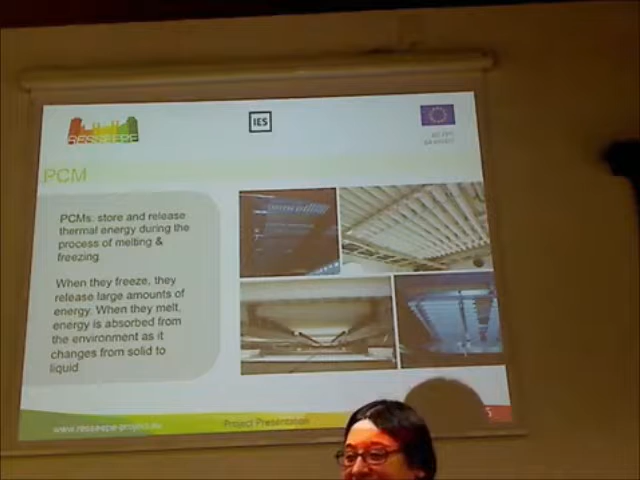 RESSEEPE
IES
PCM
PCMs: store and release
thermal energy during the
process of melting &
freezing.
When they freeze, they
release large amounts of
energy. When they melt,
energy is absorbed from
the environment as it
changes from solid to
liquid.
www.resseepe-project.eu
Project Presentation
5